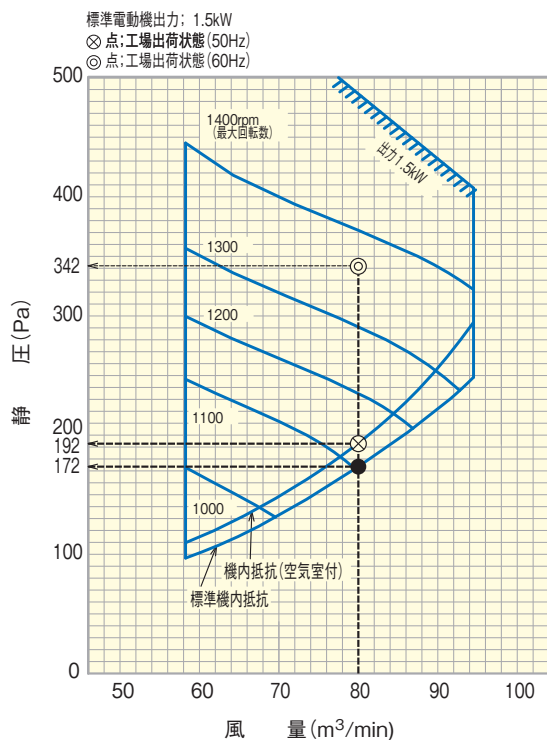 標準電動機出力; 1.5kW
⊗点;工場出荷状態(50Hz)
◎点;工場出荷状態(60Hz)
500
1400rpm
(最大回転数)
出力1.5kW
400
1300
342
静　圧(Pa)
300
1200
200
1100
192
172
1000
機内抵抗(空気室付)
標準機内抵抗
100
0
50 60 70 80 90 100
風　量(m³/min)